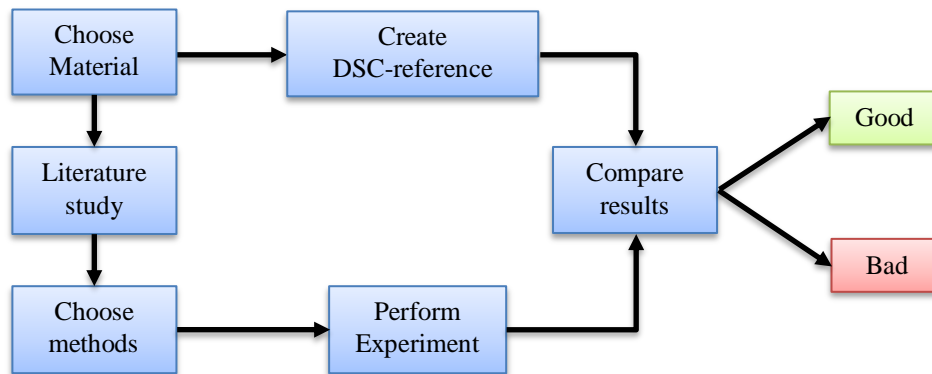 Choose
Material
Create
DSC-reference
Good
Literature
study
Compare
results
Bad
Choose
methods
Perform
Experiment